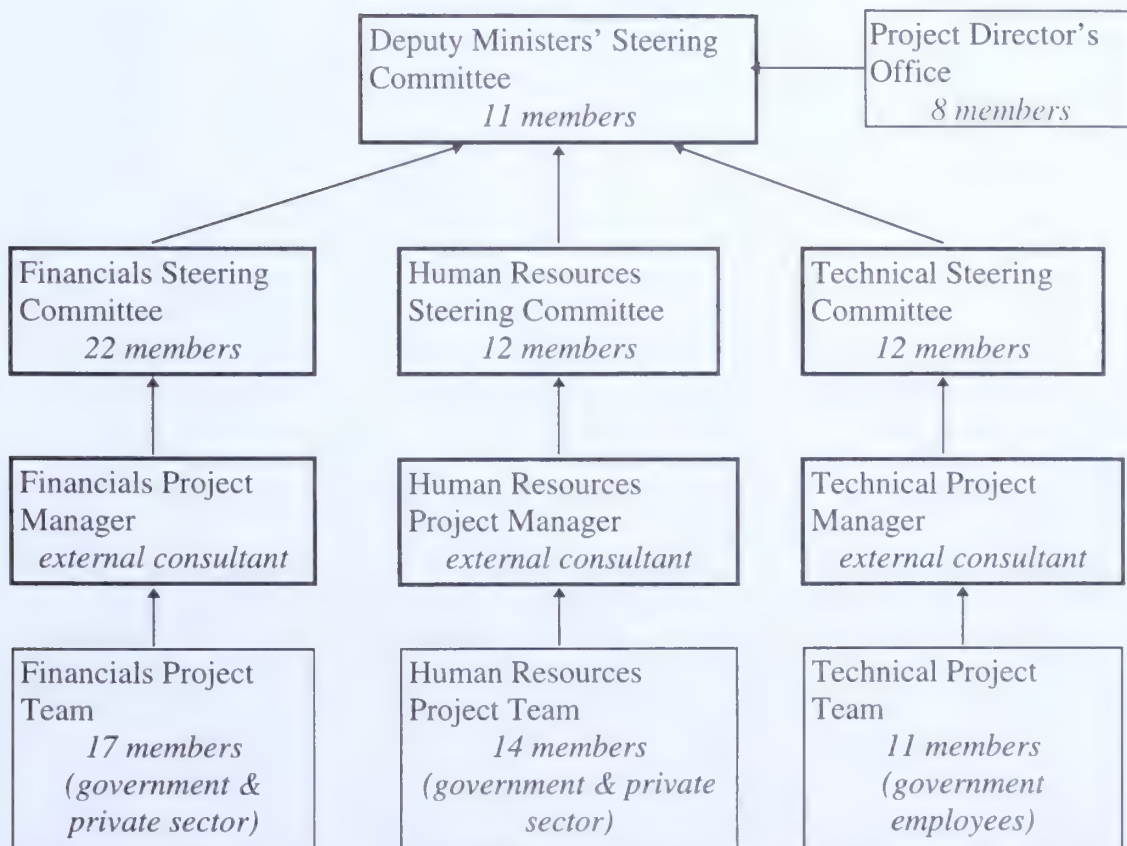 Deputy Ministers' Steering
Committee
11 members
Project Director's
Office
8 members
Financials Steering
Committee
22 members
Human Resources
Steering Committee
12 members
Technical Steering
Committee
12 members
Financials Project
Manager
external consultant
Human Resources
Project Manager
external consultant
Technical Project
Manager
external consultant
Financials Project
Team
17 members
(government &
private sector)
Human Resources
Project Team
14 members
(government & private
sector)
Technical Project
Team
11 members
(government
employees)